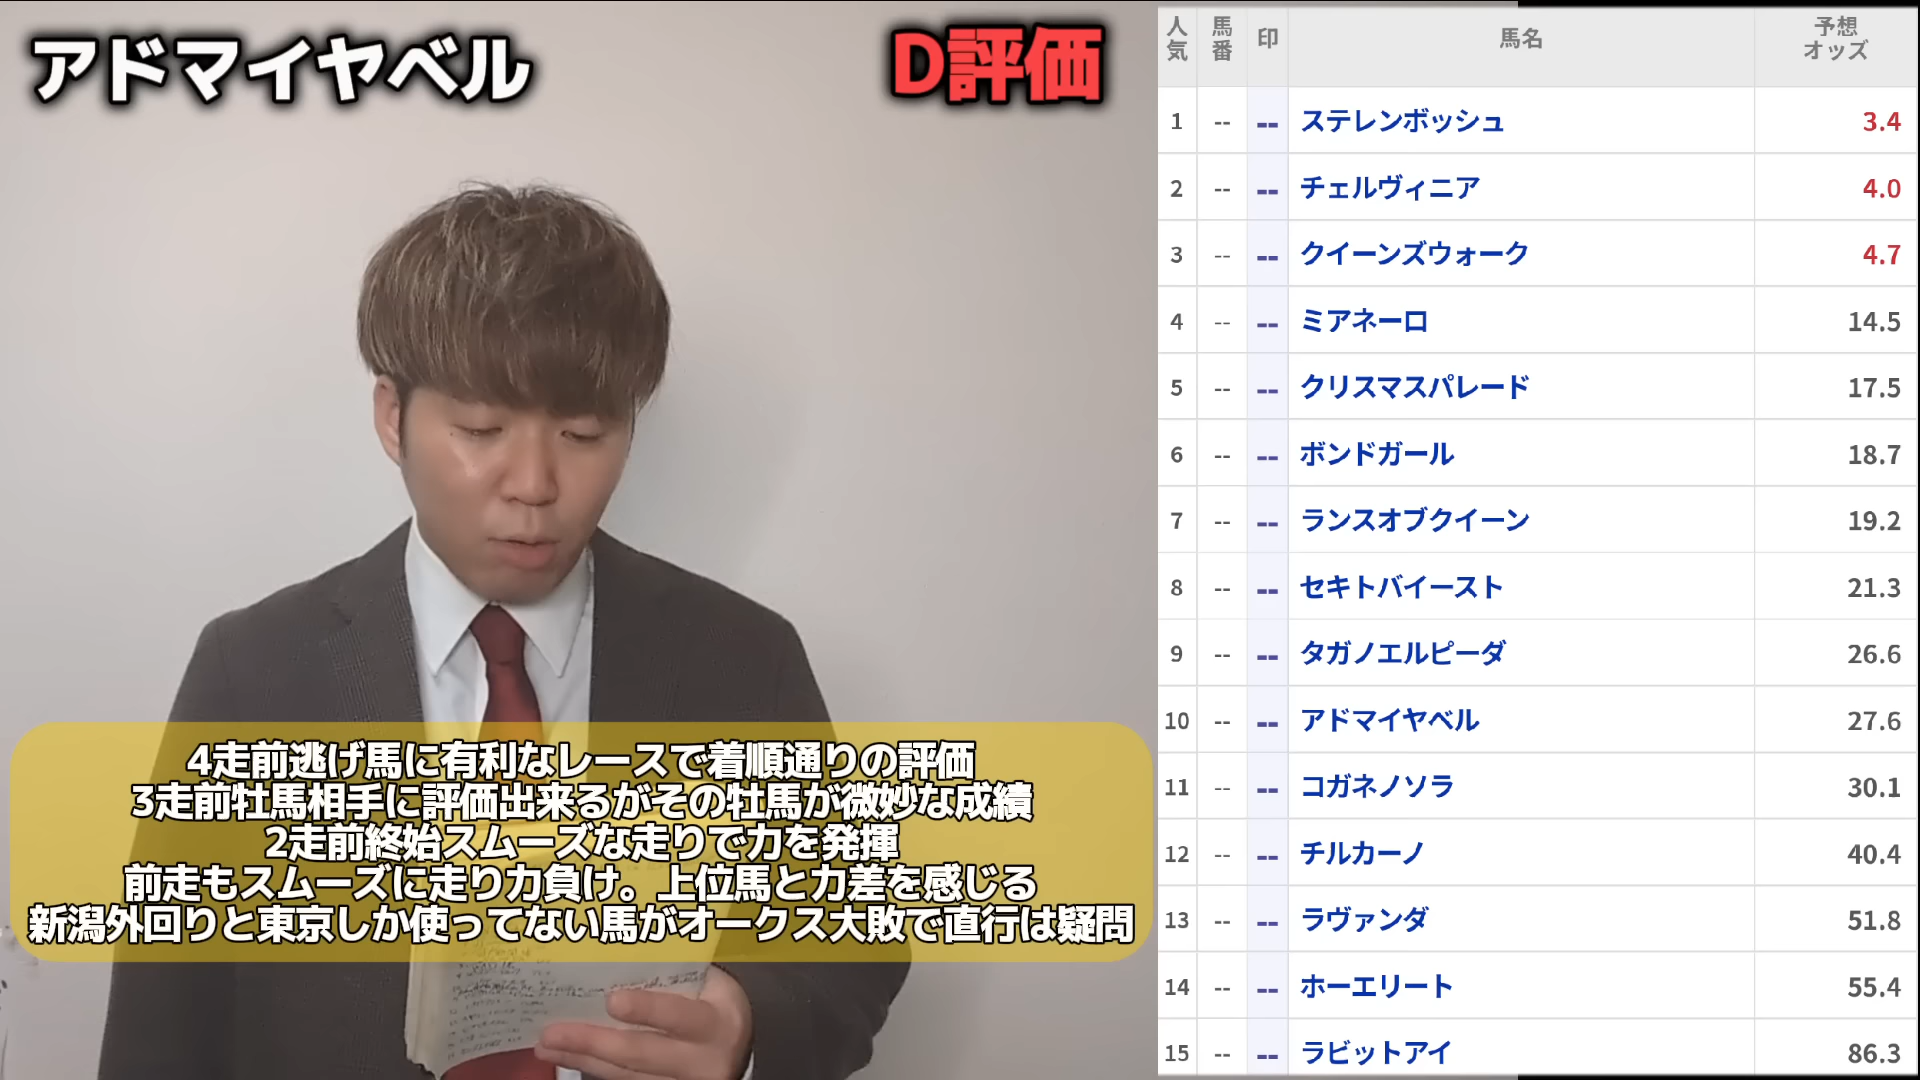 アドマイヤベル
D評価
4走前逃げ馬に有利なレースで着順通りの評価
3走前牡馬相手に評価出来るがその牡馬が微妙な成績
2走前終始スムーズな走りで力を発揮
前走もスムーズに走り力負け。上位馬と力差を感じる
新潟外回りと東京しか使ってない馬がオークス大敗で直行は疑問
人気 馬番 印 馬名 予想オッズ
1 -- -- ステレンボッシュ 3.4
2 -- -- チェルヴィニア 4.0
3 -- -- クイーンズウォーク 4.7
4 -- -- ミアネーロ 14.5
5 -- -- クリスマスパレード 17.5
6 -- -- ボンドガール 18.7
7 -- -- ランスオブクイーン 19.2
8 -- -- セキトバイースト 21.3
9 -- -- タガノエルピーダ 26.6
10 -- -- アドマイヤベル 27.6
11 -- -- コガネノソラ 30.1
12 -- -- チルカーノ 40.4
13 -- -- ラヴァンダ 51.8
14 -- -- ホーエリート 55.4
15 -- -- ラビットアイ 86.3